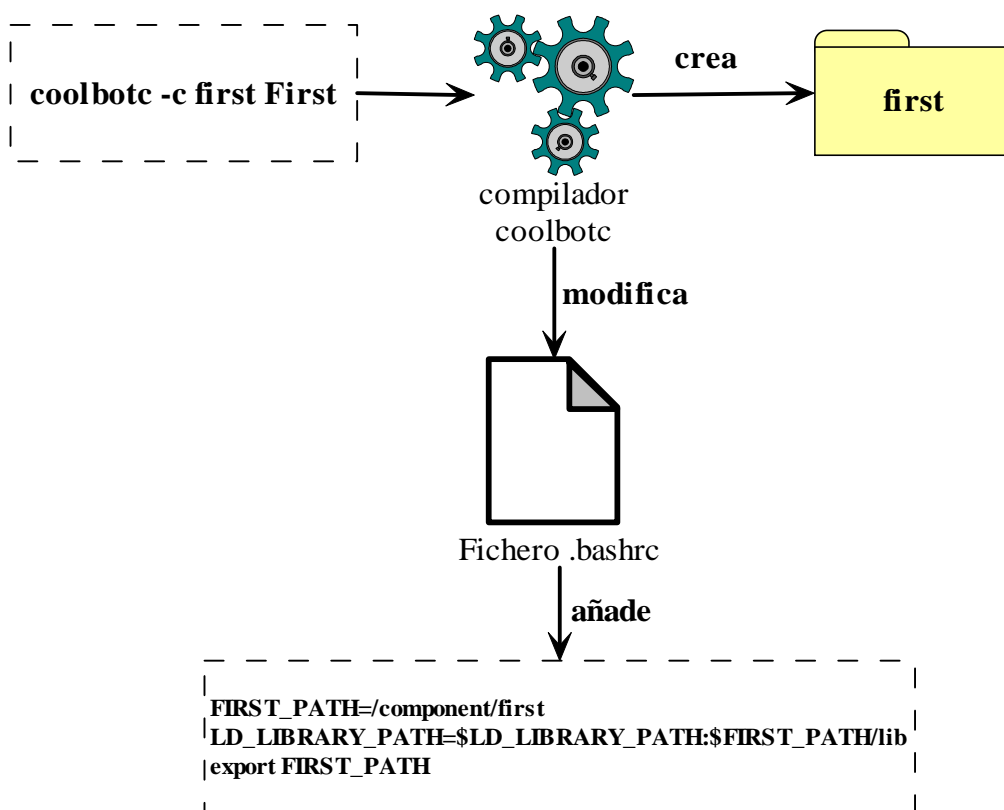 coolbotc -c first First
crea
first
compilador
coolbotc
modifica
Fichero .bashrc
añade
FIRST_PATH=/component/first
LD_LIBRARY_PATH=$LD_LIBRARY_PATH:$FIRST_PATH/lib
export FIRST_PATH